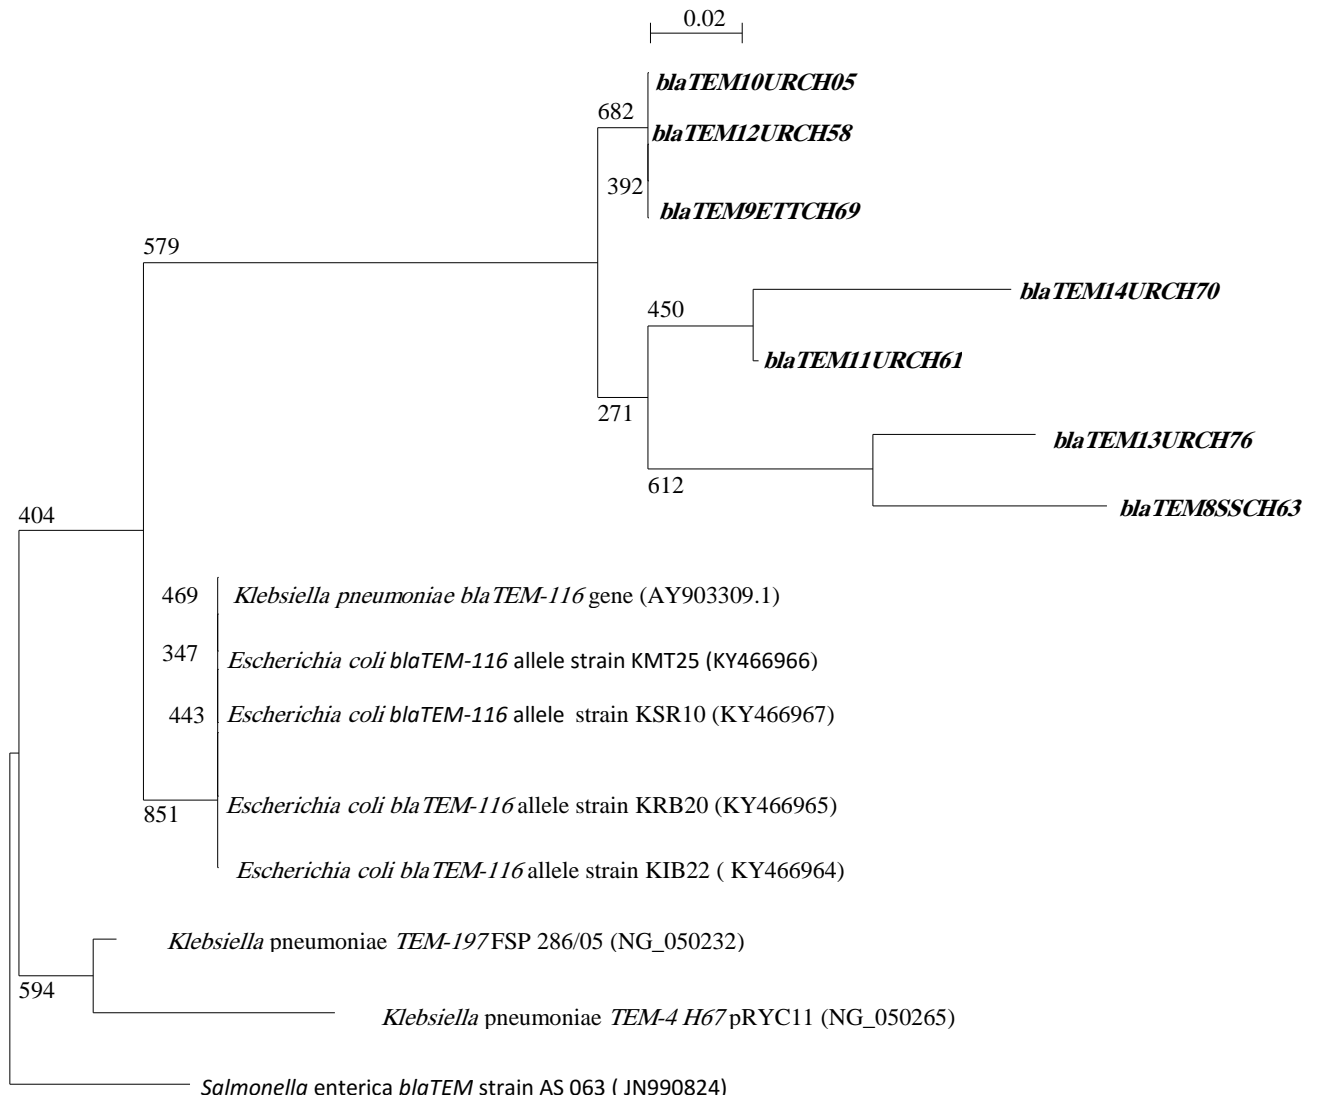 0.02
blaTEM10URCH05
682
blaTEM12URCH58
392
blaTEM9ETTCH69
579
blaTEM14URCH70
450
blaTEM11URCH61
271
blaTEM13URCH76
612
blaTEM8SSCH63
404
469 Klebsiella pneumoniae blaTEM-116 gene (AY903309.1)
347 Escherichia coli blaTEM-116 allele strain KMT25 (KY466966)
443 Escherichia coli blaTEM-116 allele strain KSR10 (KY466967)
Escherichia coli blaTEM-116 allele strain KRB20 (KY466965)
851
Escherichia coli blaTEM-116 allele strain KIB22 ( KY466964)
Klebsiella pneumoniae TEM-197 FSP 286/05 (NG_050232)
594
Klebsiella pneumoniae TEM-4 H67 pRYC11 (NG_050265)
Salmonella enterica blaTEM strain AS 063 ( JN990824)